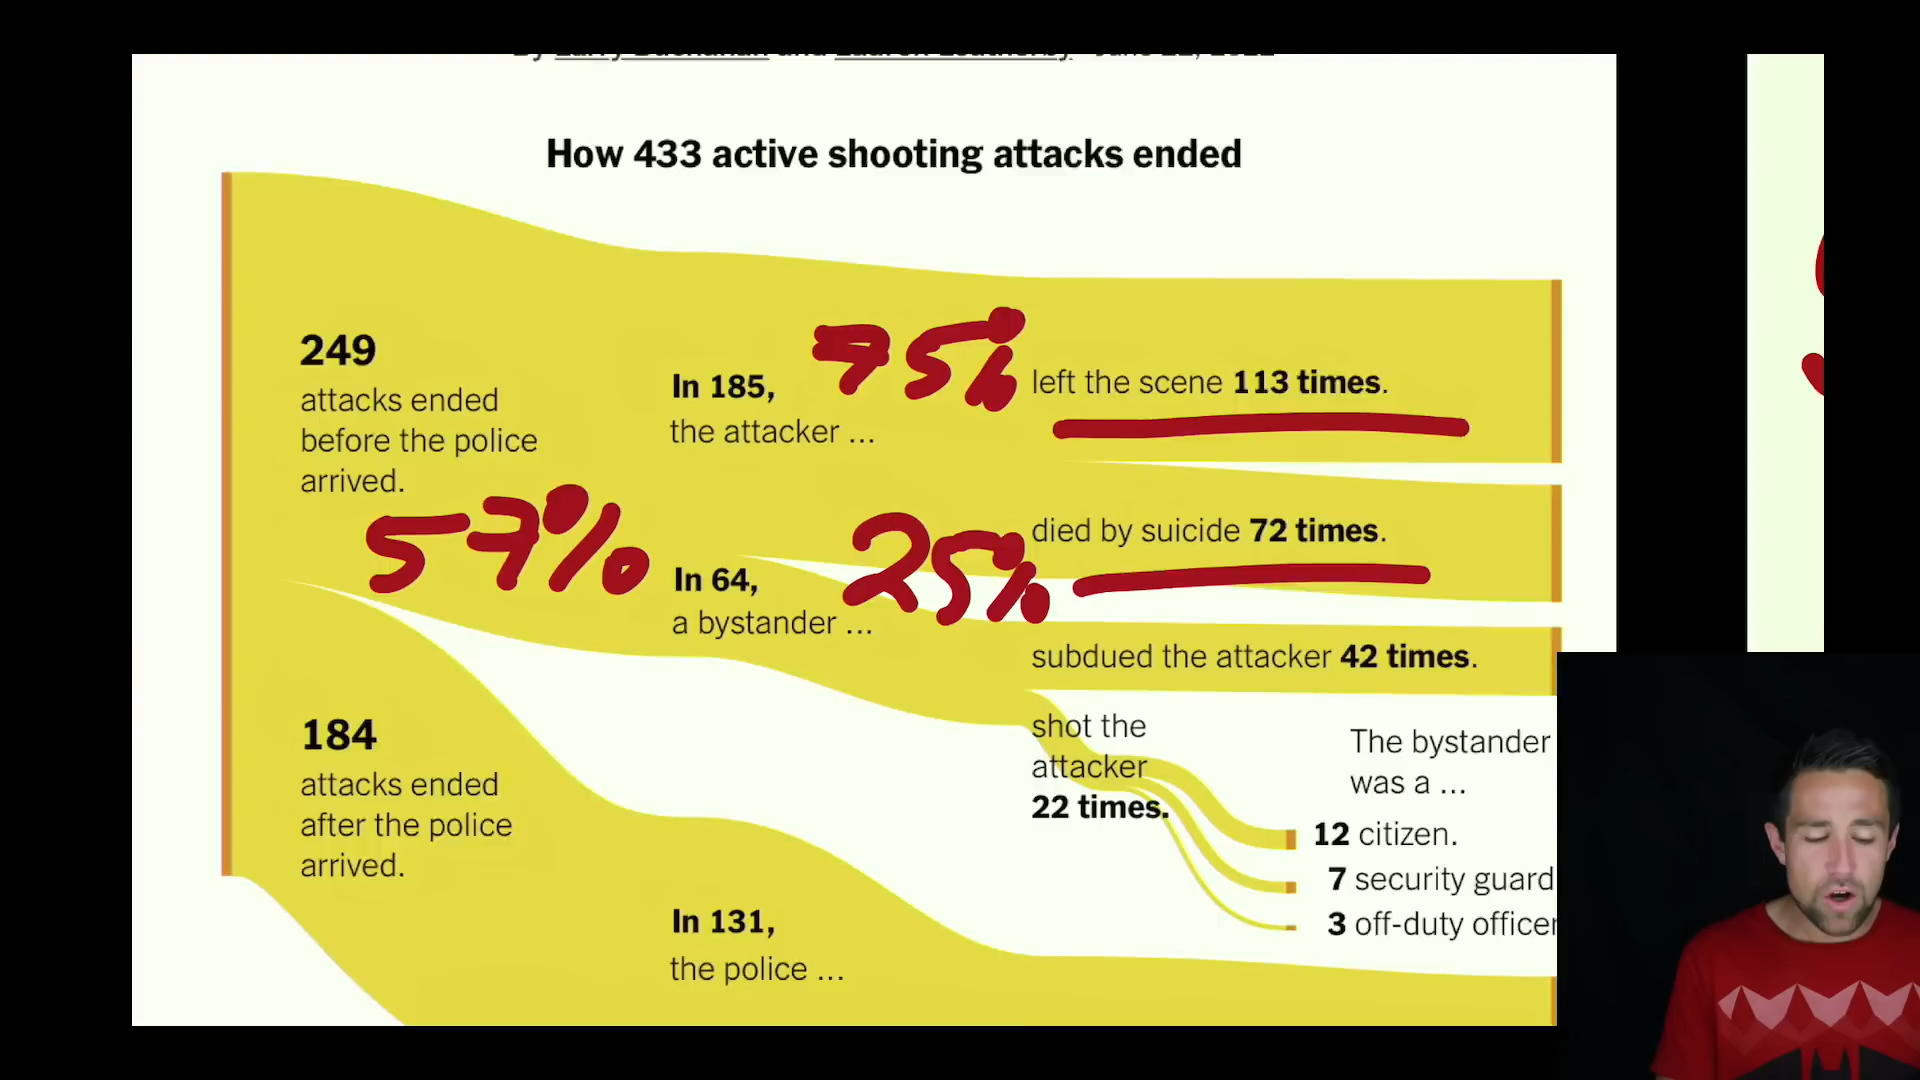 How 433 active shooting attacks ended
249
attacks ended
before the police
arrived.
57%
In 185,
the attacker ...
75%
left the scene 113 times.
died by suicide 72 times.
In 64,
a bystander ...
25%
subdued the attacker 42 times.
shot the
attacker
22 times.
The bystander
was a ...
12 citizen.
7 security guard
3 off-duty officer
184
attacks ended
after the police
arrived.
In 131,
the police ...